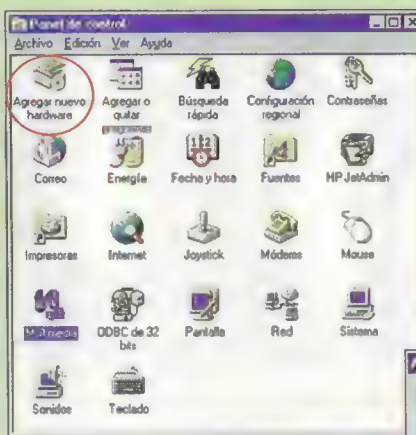 Panel de control
Archivo Edición Ver Ayuda
Agregar nuevo hardware
Agregar o quitar programas
Búsqueda rápida
Configuración regional
Contraseñas
Correo
Energía
Fecha y hora
Fuentes
HP JetAdmin
Impresoras
Internet
Joystick
Módems
Mouse
Multimedia
ODBC de 32 bits
Pantalla
Red
Sistema
Sonidos
Teclado